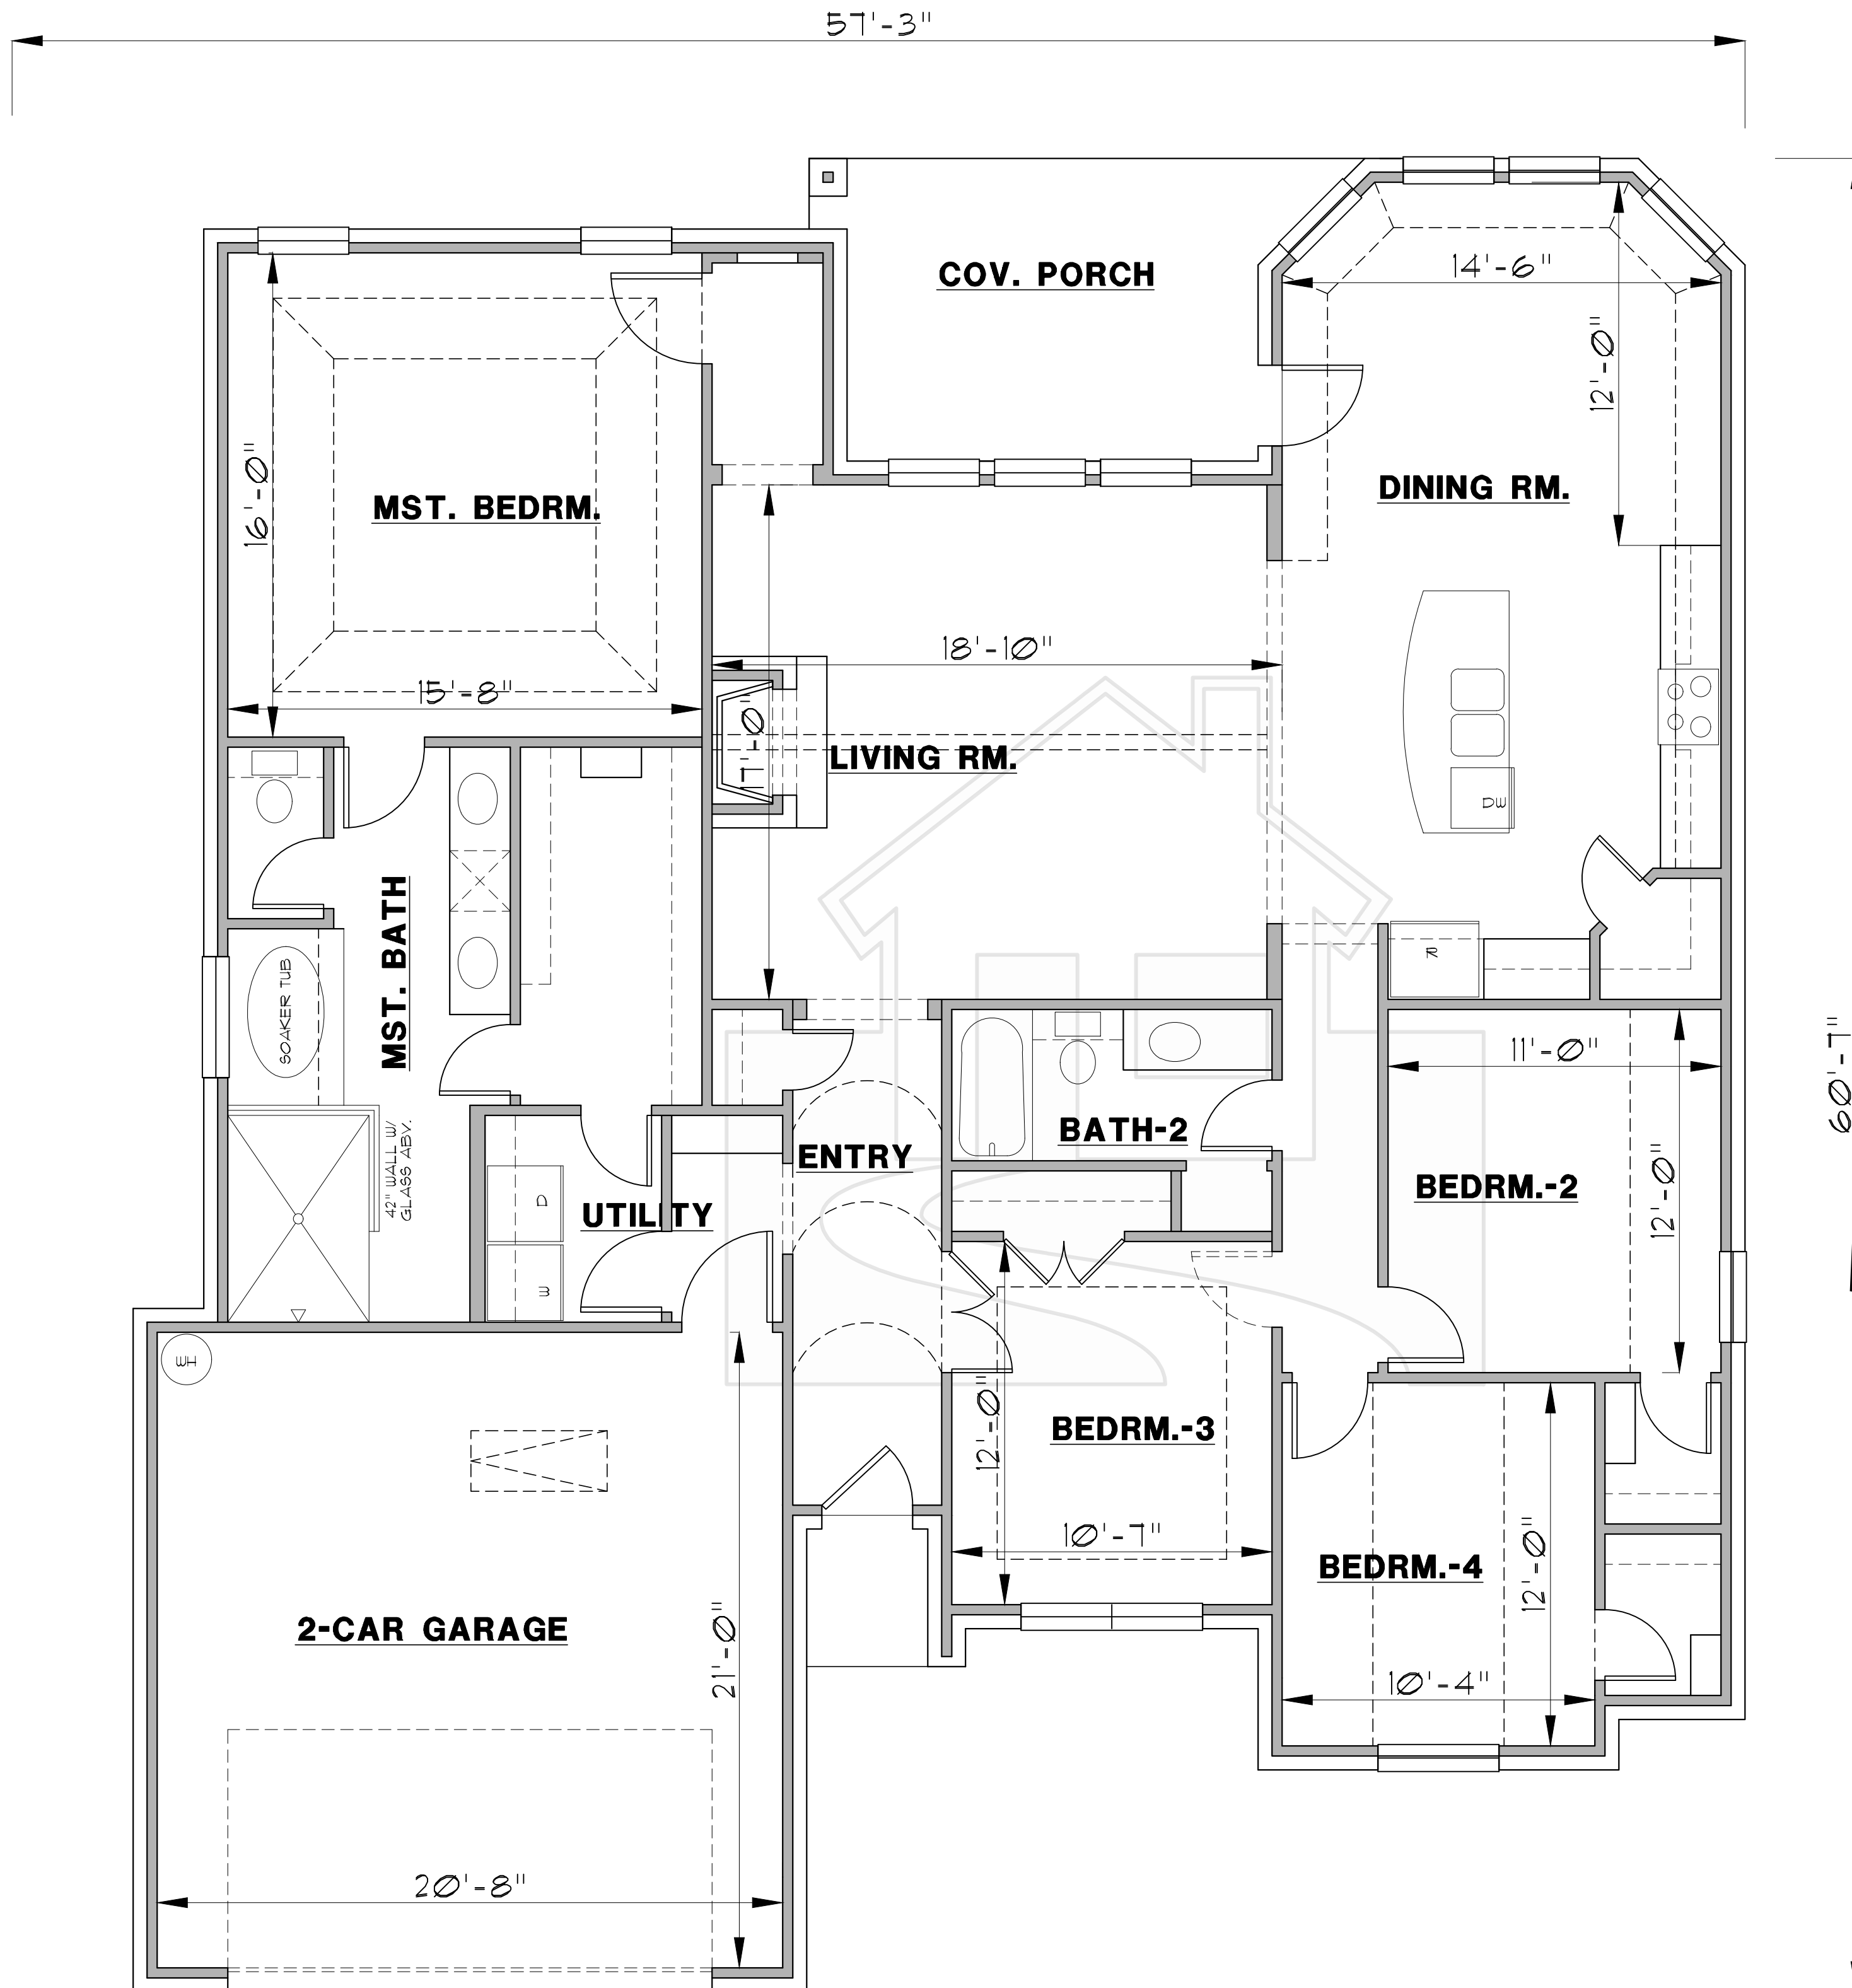 57'-3"
COV. PORCH
14'-6"
12'-0"
16'-0"
MST. BEDRM.
DINING RM.
18'-10"
15'-8"
17'-0"
LIVING RM.
DW
MST. BATH
R
SOAKER TUB
42" WALL W/
GLASS ABV.
11'-0"
60'-7"
BATH-2
ENTRY
BEDRM.-2
12'-0"
D
UTILITY
W
WH
12'-0"
BEDRM.-3
10'-7"
BEDRM.-4
12'-0"
2-CAR GARAGE
21'-0"
10'-4"
20'-8"